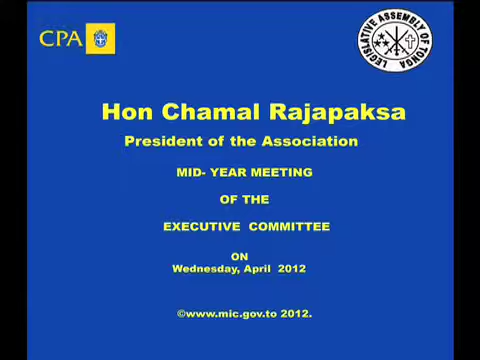 CPA
LEGISLATIVE ASSEMBLY OF TONGA
Hon Chamal Rajapaksa
President of the Association
MID- YEAR MEETING
OF THE
EXECUTIVE COMMITTEE
ON
Wednesday, April 2012
©www.mic.gov.to 2012.